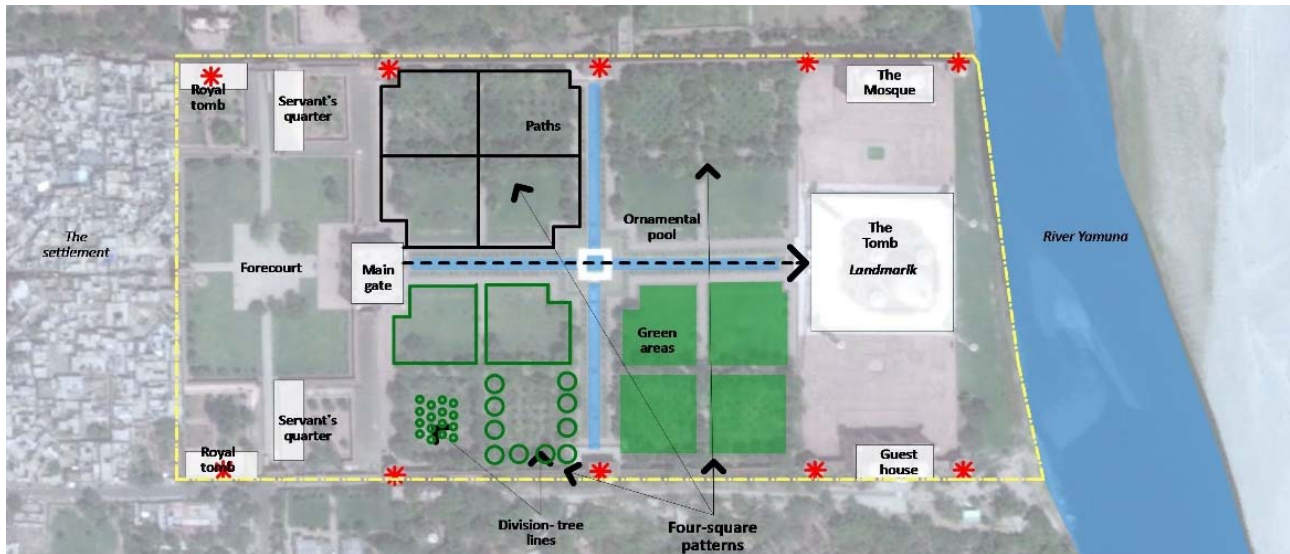 Royal
tomb
Servant's
quarter
The
Mosque
Paths
The
settlement
Forecourt
Main
gate
Ornamental
pool
The
Tomb
Landmark
River Yamuna
Green
areas
Servant's
quarter
Royal
tomb
Guest
house
Division- tree
lines
Four-square
patterns